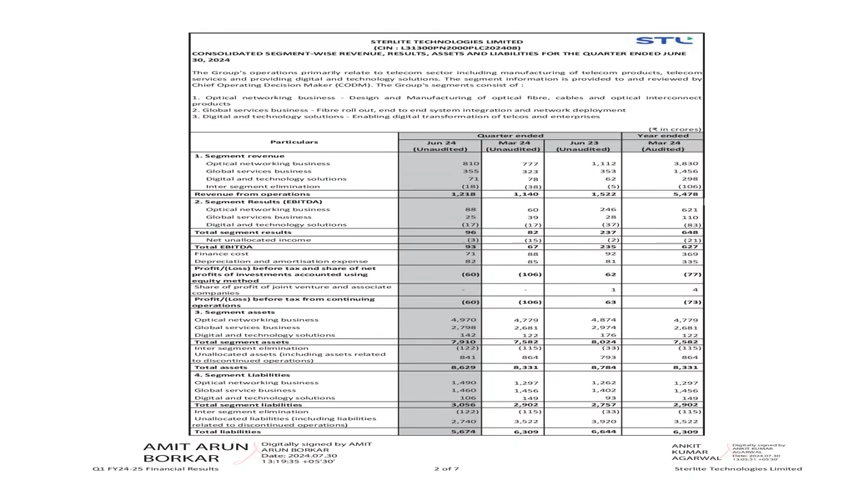 STERLITE TECHNOLOGIES LIMITED
STL
(CIN : L31300PN2000PLC202408)
CONSOLIDATED SEGMENT-WISE REVENUE, RESULTS, ASSETS AND LIABILITIES FOR THE QUARTER ENDED JUNE
30, 2024
The Group's operations primarily relate to telecom sector including manufacturing of telecom products, telecom
services and providing digital and technology solutions. The segment information is provided to and reviewed by
Chief Operating Decision Maker (CODM). The Group's segments consist of :
1. Optical networking business - Design and Manufacturing of optical fibre, cables and optical interconnect
products
2. Global services business - Fibre roll out, end to end system integration and network deployment
3. Digital and technology solutions - Enabling digital transformation of telcos and enterprises
(₹ in crores)
Particulars Quarter ended Year ended
Jun 24 Mar 24 Jun 23 Mar 24
(Unaudited) (Unaudited) (Unaudited) (Audited)
1. Segment revenue
Optical networking business 810 777 1,112 3,830
Global services business 355 323 353 1,456
Digital and technology solutions 71 78 62 298
Inter segment elimination (18) (38) (5) (106)
Revenue from operations 1,218 1,140 1,522 5,478
2. Segment Results (EBITDA)
Optical networking business 88 60 246 621
Global services business 25 39 28 110
Digital and technology solutions (17) (17) (37) (83)
Total segment results 96 82 237 648
Net unallocated income (3) (15) (2) (21)
Total EBITDA 93 67 235 627
Finance cost 71 88 92 369
Depreciation and amortisation expense 82 85 81 335
Profit/(Loss) before tax and share of net
profits of investments accounted using (60) (106) 62 (77)
equity method
Share of profit of joint venture and associate
companies - - 1 4
Profit/(Loss) before tax from continuing
operations (60) (106) 63 (73)
3. Segment assets
Optical networking business 4,970 4,779 4,874 4,779
Global services business 2,798 2,681 2,974 2,681
Digital and technology solutions 142 122 176 122
Total segment assets 7,910 7,582 8,024 7,582
Inter segment elimination (122) (115) (33) (115)
Unallocated assets (including assets related
to discontinued operations) 841 864 793 864
Total assets 8,629 8,331 8,784 8,331
4. Segment Liabilities
Optical networking business 1,490 1,297 1,262 1,297
Global service business 1,460 1,456 1,402 1,456
Digital and technology solutions 106 149 93 149
Total segment liabilities 3,056 2,902 2,757 2,902
Inter segment elimination (122) (115) (33) (115)
Unallocated liabilities (including liabilities
related to discontinued operations) 2,740 3,522 3,920 3,522
Total liabilities 5,674 6,309 6,644 6,309
AMIT ARUN
BORKAR
Digitally signed by AMIT
ARUN BORKAR
Date: 2024.07.30
13:19:35 +05'30'
ANKIT
KUMAR
AGARWAL
Digitally signed by
ANKIT KUMAR
AGARWAL
Date: 2024.07.30
Q1 FY24-25 Financial Results
2 of 7
Sterlite Technologies Limited